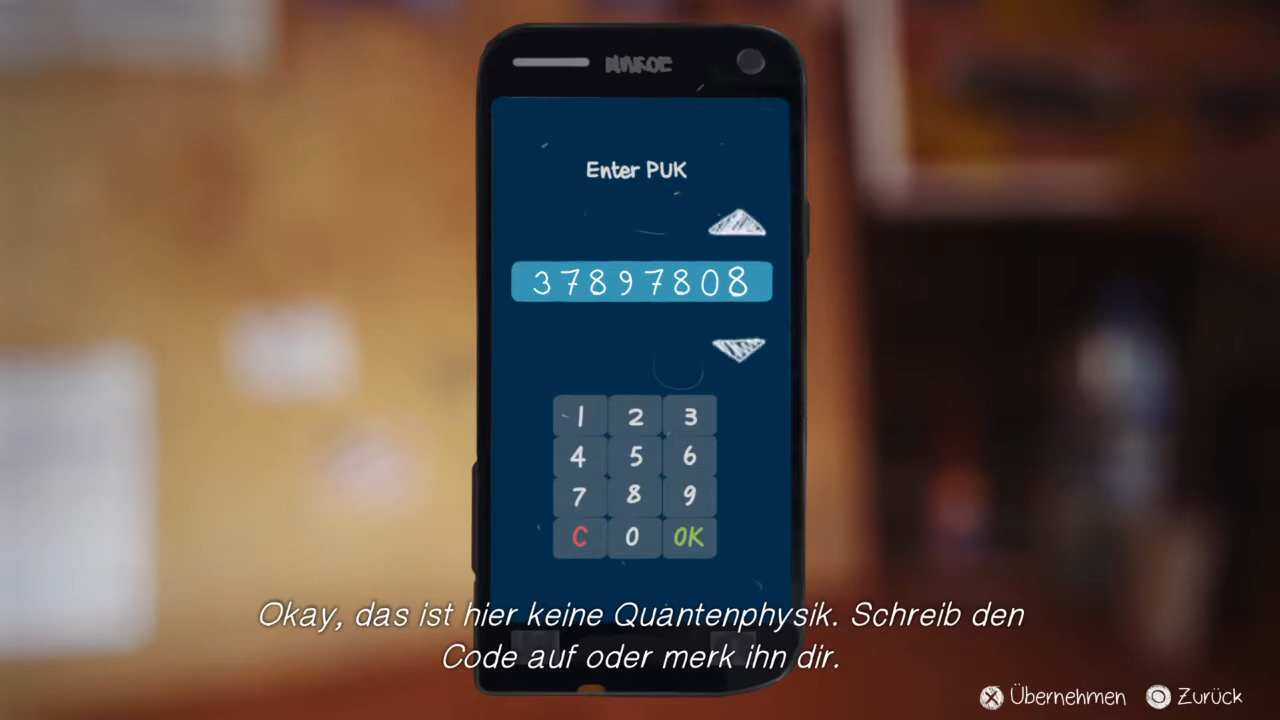 Enter PUK
37897808
1 2 3
4 5 6
7 8 9
C 0 OK
Okay, das ist hier keine Quantenphysik. Schreib den
Code auf oder merk ihn dir.
Übernehmen Zurück